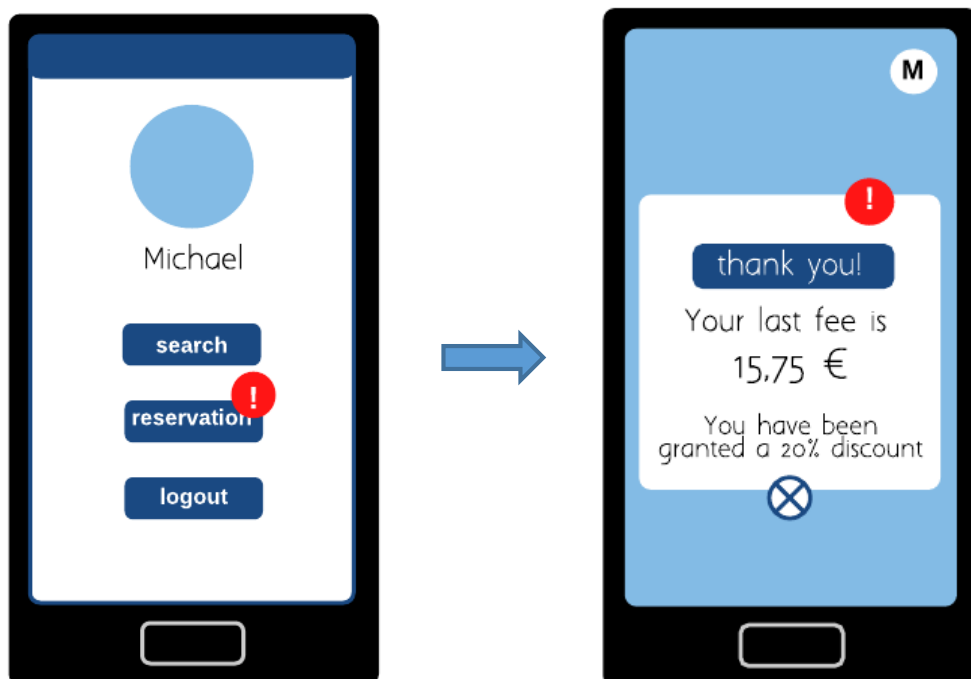 Michael
search
!
reservation
logout
M
!
thank you!
Your last fee is
15,75 €
You have been
granted a 20% discount